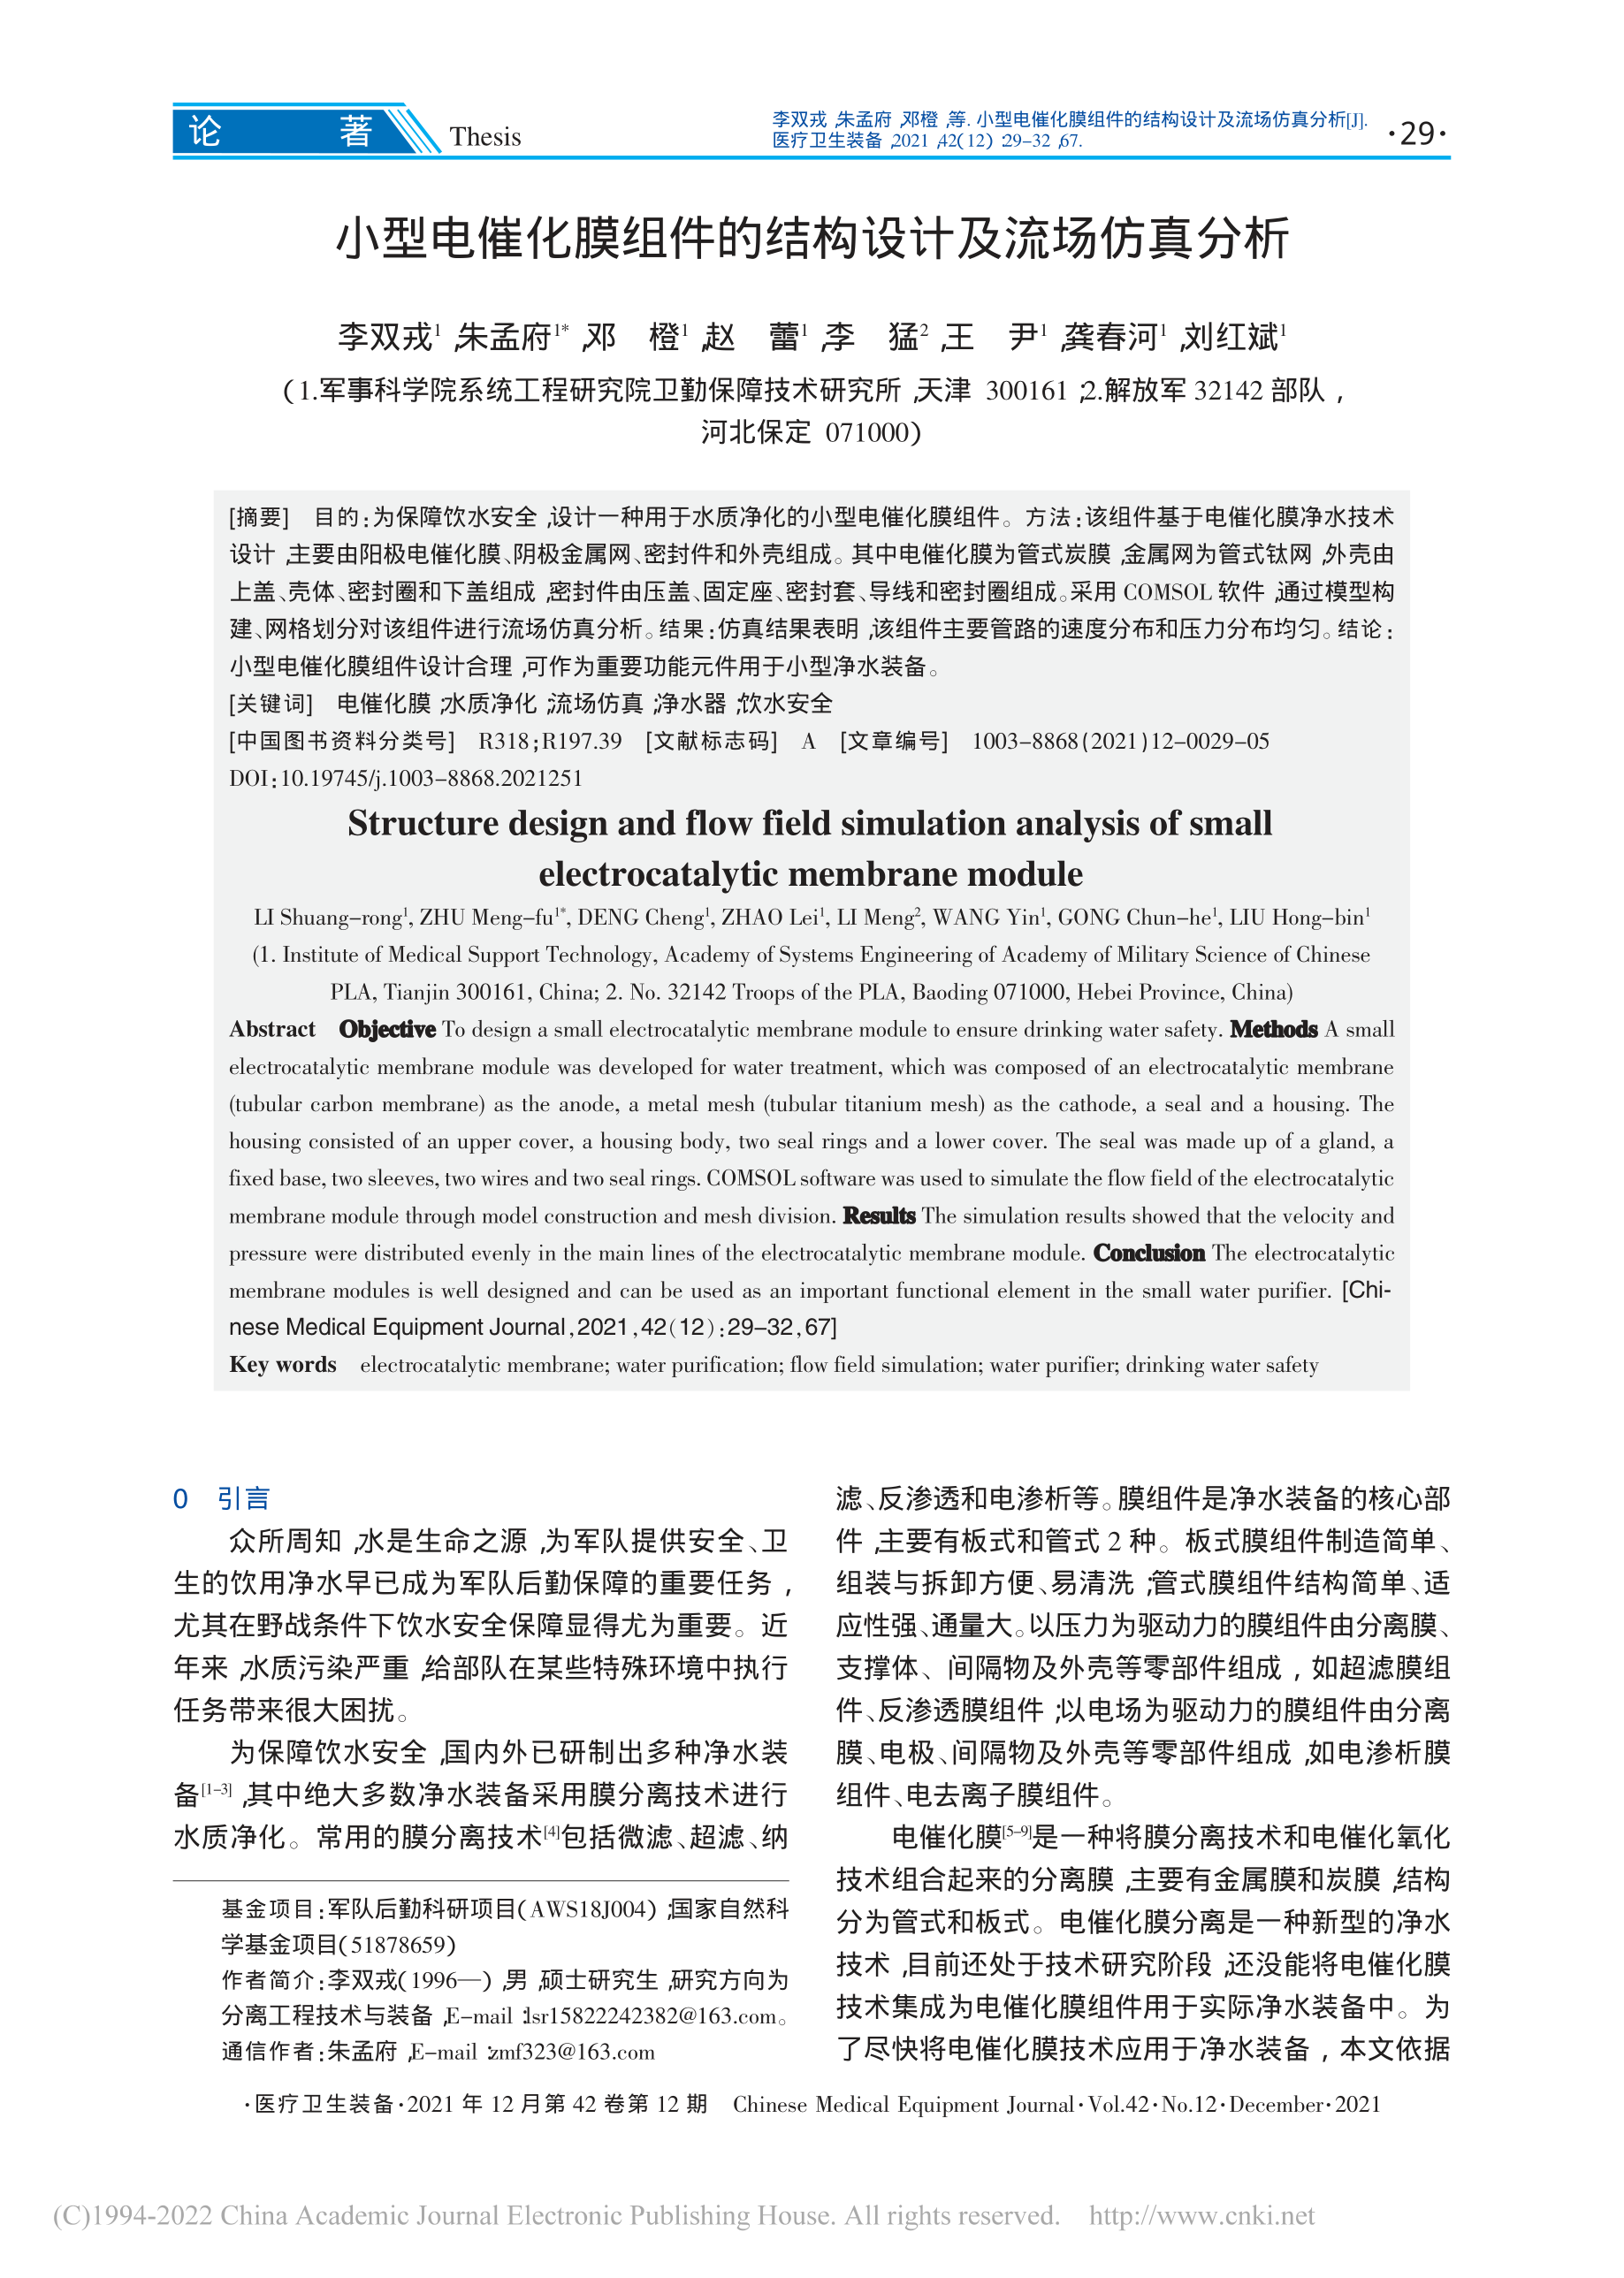 论 著 Thesis
李双戎,朱孟府,邓橙,等. 小型电催化膜组件的结构设计及流场仿真分析[J].
医疗卫生装备,2021,42(12):29-32,67.
·29·
小型电催化膜组件的结构设计及流场仿真分析
李双戎1,朱孟府1*,邓 橙1,赵 蕾1,李 猛2,王 尹1,龚春河1,刘红斌1
(1.军事科学院系统工程研究院卫勤保障技术研究所,天津 300161;2.解放军 32142 部队,
河北保定 071000)
[摘要] 目的:为保障饮水安全,设计一种用于水质净化的小型电催化膜组件。方法:该组件基于电催化膜净水技术
设计,主要由阳极电催化膜、阴极金属网、密封件和外壳组成。其中电催化膜为管式炭膜,金属网为管式钛网,外壳由
上盖、壳体、密封圈和下盖组成,密封件由压盖、固定座、密封套、导线和密封圈组成。采用 COMSOL 软件,通过模型构
建、网格划分对该组件进行流场仿真分析。结果:仿真结果表明,该组件主要管路的速度分布和压力分布均匀。结论:
小型电催化膜组件设计合理,可作为重要功能元件用于小型净水装备。
[关键词] 电催化膜;水质净化;流场仿真;净水器;饮水安全
[中国图书资料分类号] R318;R197.39 [文献标志码] A [文章编号] 1003-8868(2021)12-0029-05
DOI:10.19745/j.1003-8868.2021251
Structure design and flow field simulation analysis of small
electrocatalytic membrane module
LI Shuang-rong1, ZHU Meng-fu1*, DENG Cheng1, ZHAO Lei1, LI Meng2, WANG Yin1, GONG Chun-he1, LIU Hong-bin1
(1. Institute of Medical Support Technology, Academy of Systems Engineering of Academy of Military Science of Chinese
PLA, Tianjin 300161, China; 2. No. 32142 Troops of the PLA, Baoding 071000, Hebei Province, China)
Abstract Objective To design a small electrocatalytic membrane module to ensure drinking water safety. Methods A small
electrocatalytic membrane module was developed for water treatment, which was composed of an electrocatalytic membrane
(tubular carbon membrane) as the anode, a metal mesh (tubular titanium mesh) as the cathode, a seal and a housing. The
housing consisted of an upper cover, a housing body, two seal rings and a lower cover. The seal was made up of a gland, a
fixed base, two sleeves, two wires and two seal rings. COMSOL software was used to simulate the flow field of the electrocatalytic
membrane module through model construction and mesh division. Results The simulation results showed that the velocity and
pressure were distributed evenly in the main lines of the electrocatalytic membrane module. Conclusion The electrocatalytic
membrane modules is well designed and can be used as an important functional element in the small water purifier. [Chi-
nese Medical Equipment Journal,2021,42(12):29-32,67]
Key words electrocatalytic membrane; water purification; flow field simulation; water purifier; drinking water safety
0 引言
众所周知,水是生命之源,为军队提供安全、卫
生的饮用净水早已成为军队后勤保障的重要任务,
尤其在野战条件下饮水安全保障显得尤为重要。近
年来,水质污染严重,给部队在某些特殊环境中执行
任务带来很大困扰。
为保障饮水安全,国内外已研制出多种净水装
备[1-3],其中绝大多数净水装备采用膜分离技术进行
水质净化。常用的膜分离技术[4]包括微滤、超滤、纳
基金项目:军队后勤科研项目(AWS18J004);国家自然科
学基金项目(51878659)
作者简介:李双戎(1996—),男,硕士研究生,研究方向为
分离工程技术与装备,E-mail:lsr15822242382@163.com。
通信作者:朱孟府,E-mail:zmf323@163.com
滤、反渗透和电渗析等。膜组件是净水装备的核心部
件,主要有板式和管式 2 种。板式膜组件制造简单、
组装与拆卸方便、易清洗;管式膜组件结构简单、适
应性强、通量大。以压力为驱动力的膜组件由分离膜、
支撑体、间隔物及外壳等零部件组成,如超滤膜组
件、反渗透膜组件;以电场为驱动力的膜组件由分离
膜、电极、间隔物及外壳等零部件组成,如电渗析膜
组件、电去离子膜组件。
电催化膜[5-9]是一种将膜分离技术和电催化氧化
技术组合起来的分离膜,主要有金属膜和炭膜,结构
分为管式和板式。电催化膜分离是一种新型的净水
技术,目前还处于技术研究阶段,还没能将电催化膜
技术集成为电催化膜组件用于实际净水装备中。为
了尽快将电催化膜技术应用于净水装备,本文依据
·医疗卫生装备·2021 年 12 月第 42 卷第 12 期 Chinese Medical Equipment Journal·Vol.42·No.12·December·2021
(C)1994-2022 China Academic Journal Electronic Publishing House. All rights reserved. http://www.cnki.net